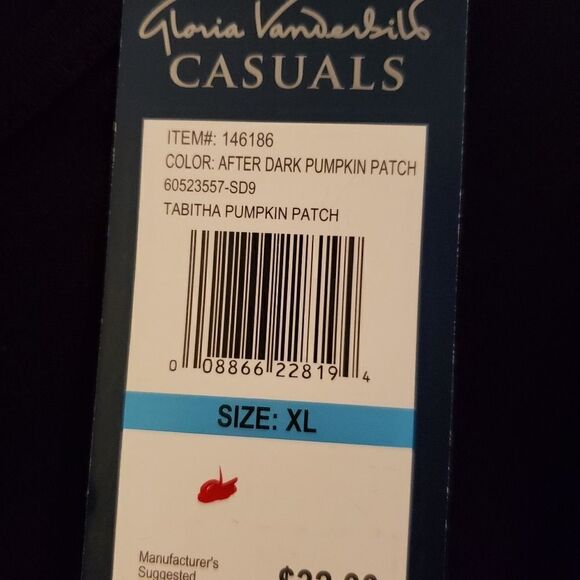 Gloria Vanderbilt
CASUALS
ITEM#: 146186
COLOR: AFTER DARK PUMPKIN PATCH
60523557-SD9
TABITHA PUMPKIN PATCH
0 08866 22819 4
SIZE: XL
Manufacturer's
Suggested